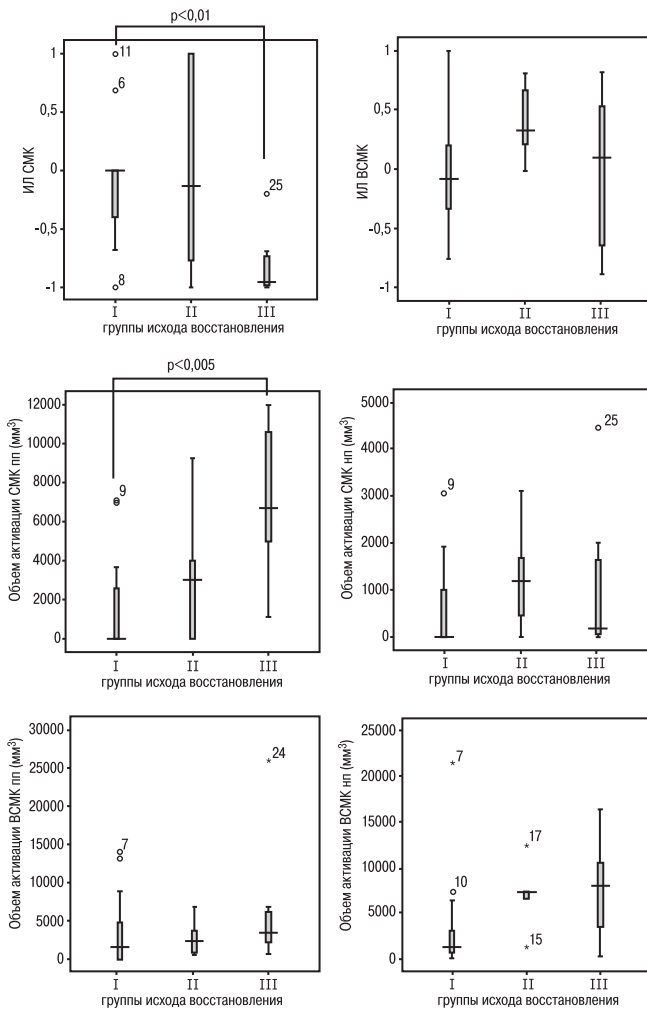 p<0,01
ИЛ СМК
1
0,5
0
-0,5
-1
11
6
8
25
I II III
группы исхода восстановления
ИЛ ВСМК
1
0,5
0
-0,5
-1
I II III
группы исхода восстановления
p<0,005
Объем активации СМК пп (мм³)
12000
10000
8000
6000
4000
2000
0
9
I II III
группы исхода восстановления
Объем активации СМК нп (мм³)
5000
4000
3000
2000
1000
0
9
25
I II III
группы исхода восстановления
Объем активации ВСМК пп (мм³)
30000
25000
20000
15000
10000
5000
0
7
24
I II III
группы исхода восстановления
Объем активации ВСМК нп (мм³)
25000
20000
15000
10000
5000
0
7
10
17
15
I II III
группы исхода восстановления